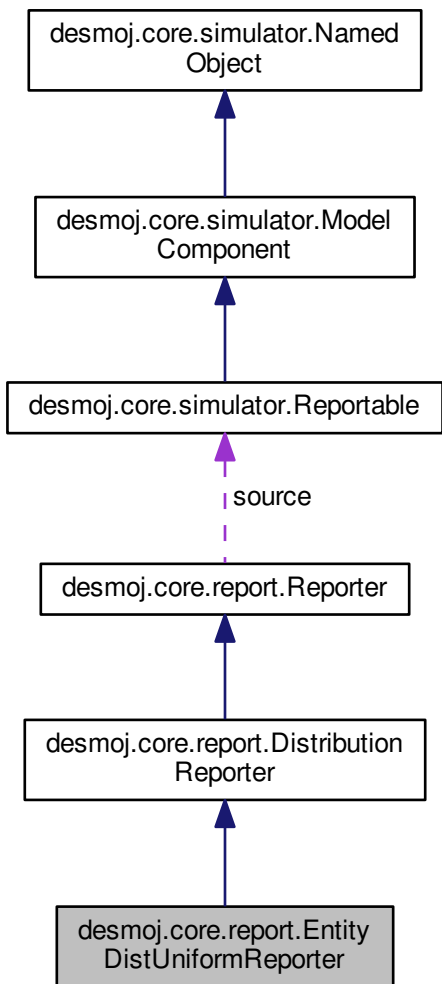 desmoj.core.simulator.Named
Object
desmoj.core.simulator.Model
Component
desmoj.core.simulator.Reportable
source
desmoj.core.report.Reporter
desmoj.core.report.Distribution
Reporter
desmoj.core.report.Entity
DistUniformReporter